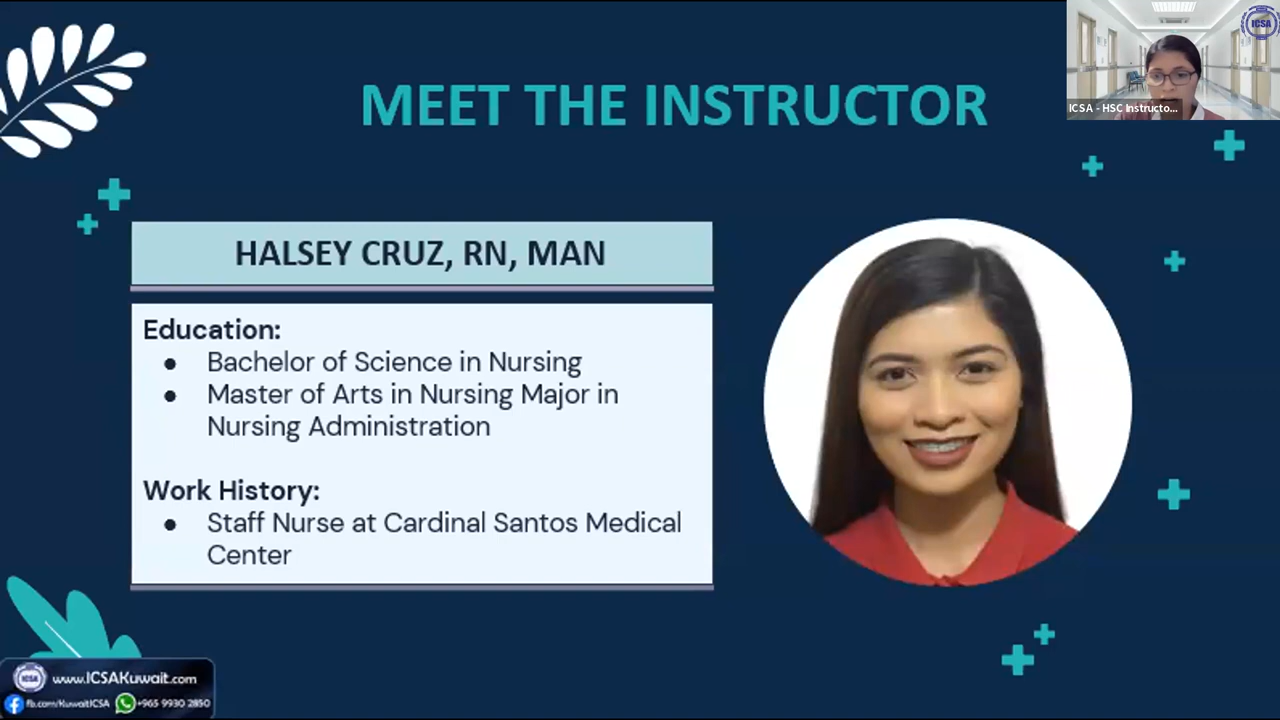 MEET THE INSTRUCTOR
ICSA
ICSA - HSC Instructo...
HALSEY CRUZ, RN, MAN
Education:
● Bachelor of Science in Nursing
● Master of Arts in Nursing Major in
Nursing Administration
Work History:
● Staff Nurse at Cardinal Santos Medical
Center
www.ICSAKuwait.com
fb.com/KuwaitICSA
+965 9930 2850